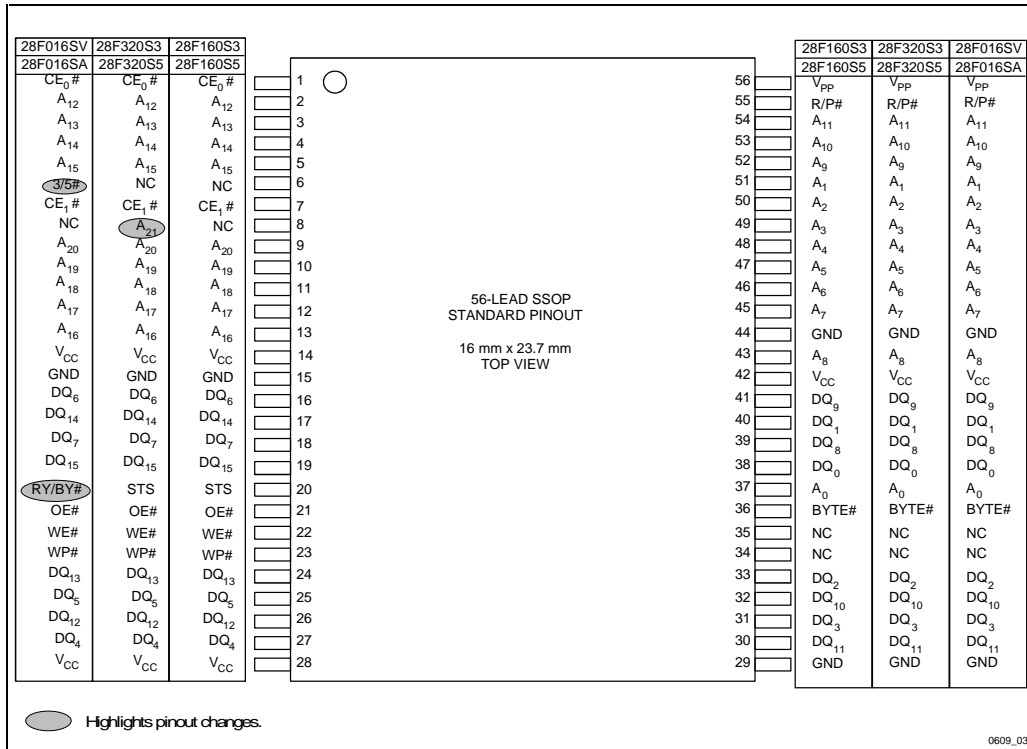 28F016SV 28F320S3 28F160S3 28F160S3 28F320S3 28F016SV
28F016SA 28F320S5 28F160S5 28F160S5 28F320S5 28F016SA
CE0# CE0# CE0# 1 56 VPP VPP VPP
A12 A12 A12 2 55 R/P# R/P# R/P#
A13 A13 A13 3 54 A11 A11 A11
A14 A14 A14 4 53 A10 A10 A10
A15 A15 A15 5 52 A9 A9 A9
3/5# NC NC 6 51 A1 A1 A1
CE1# CE1# CE1# 7 50 A2 A2 A2
NC A21 NC 8 49 A3 A3 A3
A20 A20 A20 9 48 A4 A4 A4
A19 A19 A19 10 47 A5 A5 A5
A18 A18 A18 11 46 A6 A6 A6
A17 A17 A17 12 45 A7 A7 A7
A16 A16 A16 13 44 GND GND GND
VCC VCC VCC 14 43 A8 A8 A8
GND GND GND 15 42 VCC VCC VCC
DQ6 DQ6 DQ6 16 41 DQ9 DQ9 DQ9
DQ14 DQ14 DQ14 17 40 DQ1 DQ1 DQ1
DQ7 DQ7 DQ7 18 39 DQ8 DQ8 DQ8
DQ15 DQ15 DQ15 19 38 DQ0 DQ0 DQ0
RY/BY# STS STS 20 37 A0 A0 A0
OE# OE# OE# 21 36 BYTE# BYTE# BYTE#
WE# WE# WE# 22 35 NC NC NC
WP# WP# WP# 23 34 NC NC NC
DQ13 DQ13 DQ13 24 33 DQ2 DQ2 DQ2
DQ5 DQ5 DQ5 25 32 DQ10 DQ10 DQ10
DQ12 DQ12 DQ12 26 31 DQ3 DQ3 DQ3
DQ4 DQ4 DQ4 27 30 DQ11 DQ11 DQ11
VCC VCC VCC 28 29 GND GND GND
56-LEAD SSOP
STANDARD PINOUT
16 mm x 23.7 mm
TOP VIEW
Highlights pinout changes.
0609_03